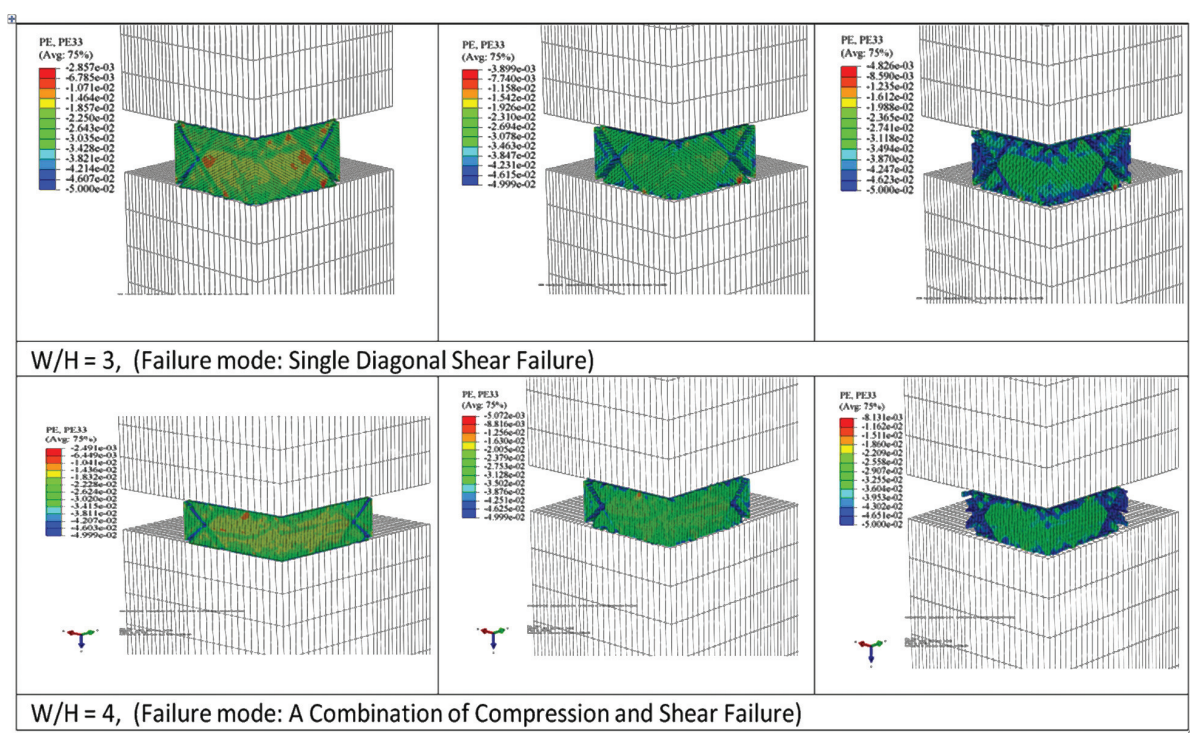 PE, PE33
(Avg: 75%)
-2.857e-03
-6.785e-03
-1.071e-02
-1.464e-02
-1.857e-02
-2.250e-02
-2.643e-02
-3.035e-02
-3.428e-02
-3.821e-02
-4.214e-02
-4.607e-02
-5.000e-02
PE, PE33
(Avg: 75%)
-3.899e-03
-7.740e-03
-1.158e-02
-1.542e-02
-1.926e-02
-2.310e-02
-2.694e-02
-3.078e-02
-3.463e-02
-3.847e-02
-4.231e-02
-4.615e-02
-4.999e-02
PE, PE33
(Avg: 75%)
-4.826e-03
-8.590e-03
-1.235e-02
-1.612e-02
-1.988e-02
-2.365e-02
-2.741e-02
-3.118e-02
-3.494e-02
-3.870e-02
-4.247e-02
-4.623e-02
-5.000e-02
W/H = 3, (Failure mode: Single Diagonal Shear Failure)
PE, PE33
(Avg: 75%)
-2.491e-03
-6.449e-03
-1.041e-02
-1.436e-02
-1.832e-02
-2.228e-02
-2.624e-02
-3.020e-02
-3.415e-02
-3.811e-02
-4.207e-02
-4.603e-02
-4.999e-02
PE, PE33
(Avg: 75%)
-5.072e-03
-8.816e-03
-1.256e-02
-1.630e-02
-2.005e-02
-2.379e-02
-2.753e-02
-3.128e-02
-3.502e-02
-3.876e-02
-4.251e-02
-4.625e-02
-4.999e-02
PE, PE33
(Avg: 75%)
-8.131e-03
-1.162e-02
-1.511e-02
-1.860e-02
-2.209e-02
-2.558e-02
-2.907e-02
-3.255e-02
-3.604e-02
-3.953e-02
-4.302e-02
-4.651e-02
-5.000e-02
W/H = 4, (Failure mode: A Combination of Compression and Shear Failure)